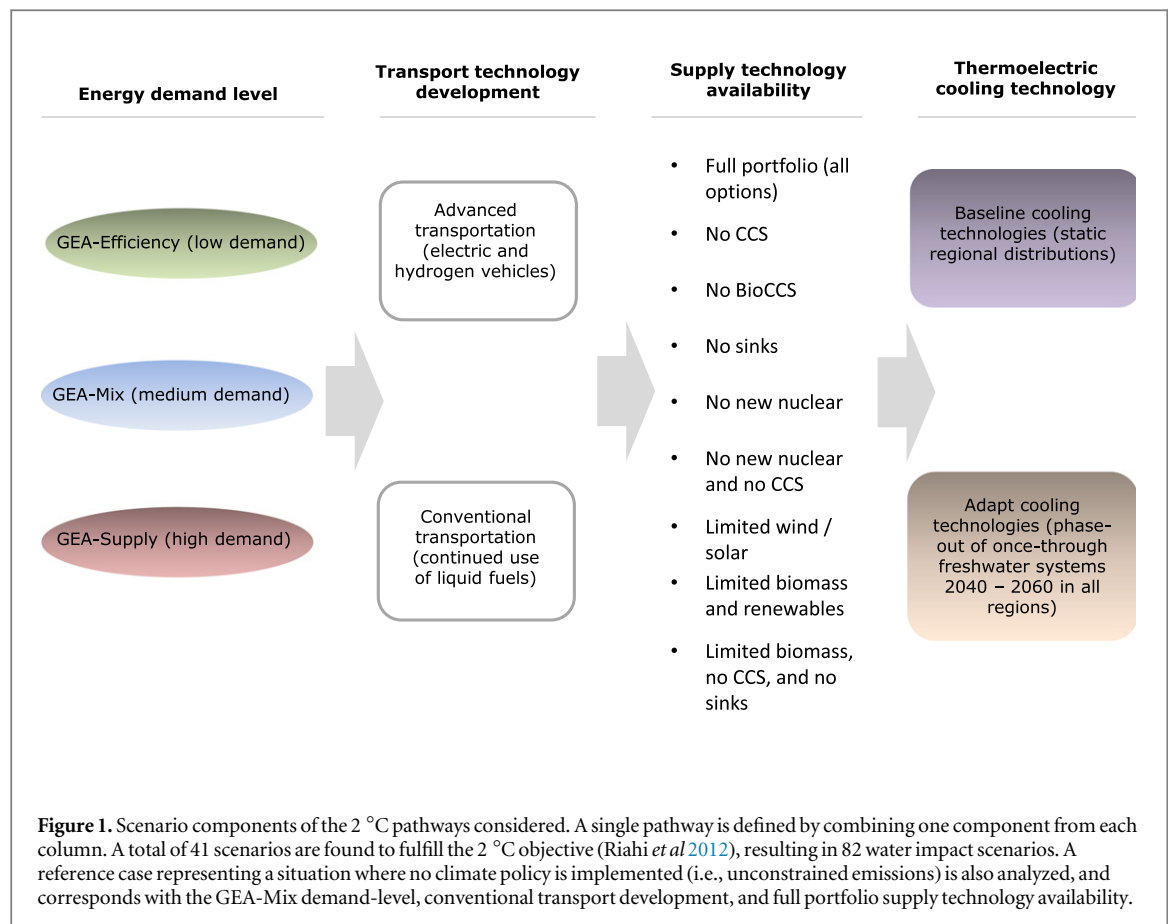 Energy demand level
Transport technology
development
Supply technology
availability
Thermoelectric
cooling technology
GEA-Efficiency (low demand)
GEA-Mix (medium demand)
GEA-Supply (high demand)
Advanced
transportation
(electric and
hydrogen vehicles)
Conventional
transportation
(continued use
of liquid fuels)
• Full portfolio (all
options)
• No CCS
• No BioCCS
• No sinks
• No new nuclear
• No new nuclear
and no CCS
• Limited wind /
solar
• Limited biomass
and renewables
• Limited biomass,
no CCS, and no
sinks
Baseline cooling
technologies (static
regional distributions)
Adapt cooling
technologies (phase-
out of once-through
freshwater systems
2040 – 2060 in all
regions)
Figure 1. Scenario components of the 2 °C pathways considered. A single pathway is defined by combining one component from each
column. A total of 41 scenarios are found to fulfill the 2 °C objective (Riahi et al 2012), resulting in 82 water impact scenarios. A
reference case representing a situation where no climate policy is implemented (i.e., unconstrained emissions) is also analyzed, and
corresponds with the GEA-Mix demand-level, conventional transport development, and full portfolio supply technology availability.